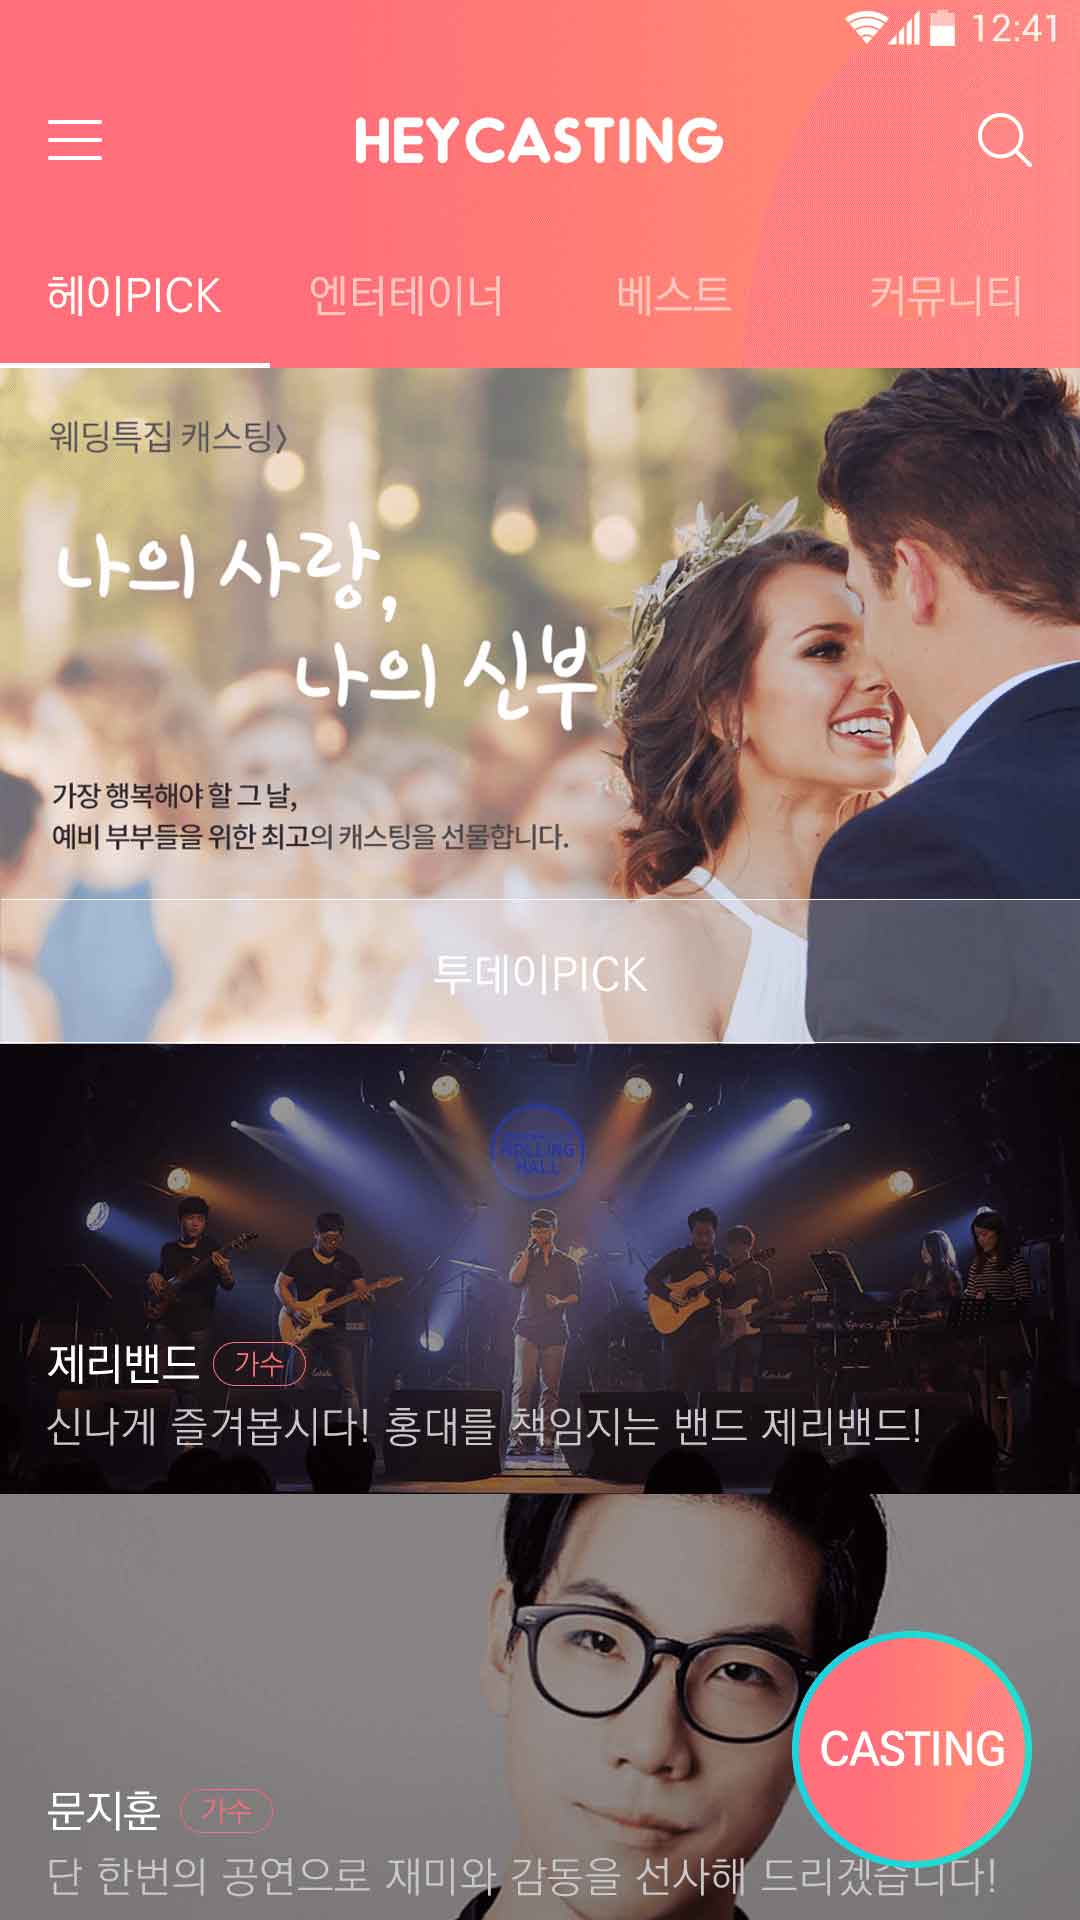 12:41
HEYCASTING
헤이PICK 엔터테이너 베스트 커뮤니티
웨딩특집 캐스팅〉
나의 사랑,
나의 신부
가장 행복해야 할 그 날,
예비 부부들을 위한 최고의 캐스팅을 선물합니다.
투데이PICK
ROLLING
HALL
제리밴드 가수
신나게 즐겨봅시다! 홍대를 책임지는 밴드 제리밴드!
CASTING
문지훈 가수
단 한번의 공연으로 재미와 감동을 선사해 드리겠습니다!